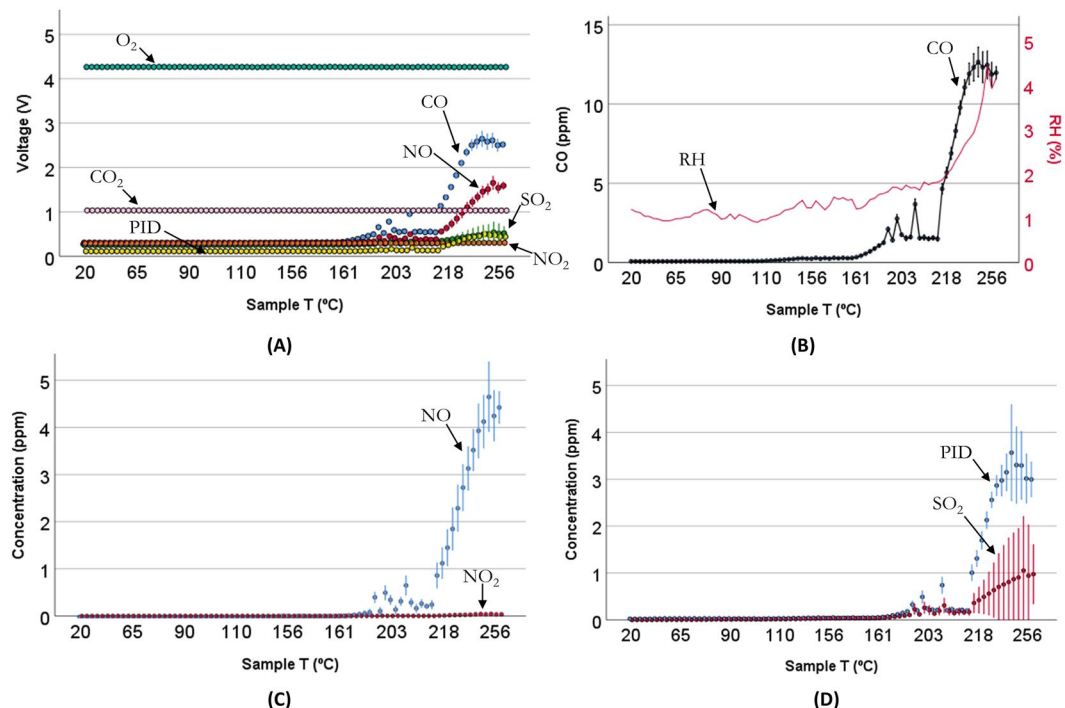 5
4
3
2
1
0
Voltage (V)
O₂
CO
NO
CO₂
SO₂
PID
NO₂
20 65 90 110 156 161 203 218 256
Sample T (ºC)
(A)
15
10
5
0
CO (ppm)
CO
RH
5
4
3
2
1
0
RH (%)
20 65 90 110 156 161 203 218 256
Sample T (ºC)
(B)
5
4
3
2
1
0
Concentration (ppm)
NO
NO₂
20 65 90 110 156 161 203 218 256
Sample T (ºC)
(C)
5
4
3
2
1
0
Concentration (ppm)
PID
SO₂
20 65 90 110 156 161 203 218 256
Sample T (ºC)
(D)